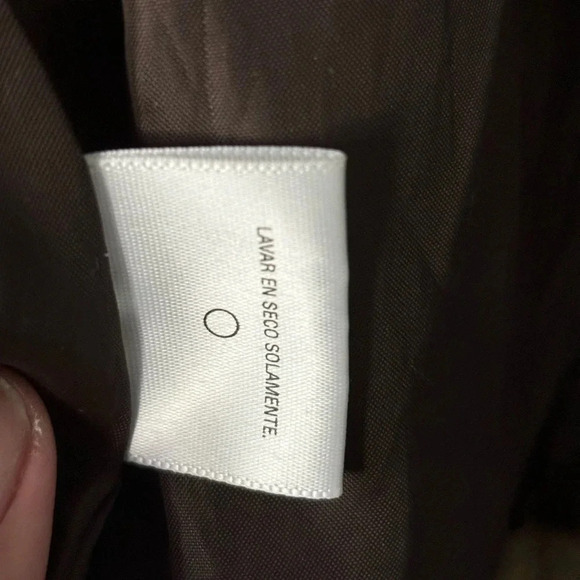 LAVAR EN SECO SOLAMENTE.